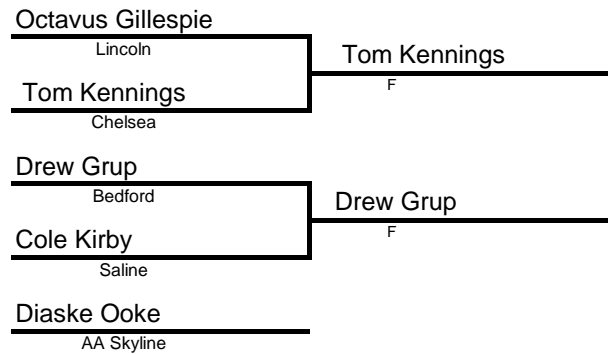 Octavus Gillespie
Lincoln
Tom Kennings
F
Tom Kennings
Chelsea
Drew Grup
Bedford
Drew Grup
F
Cole Kirby
Saline
Diaske Ooke
AA Skyline